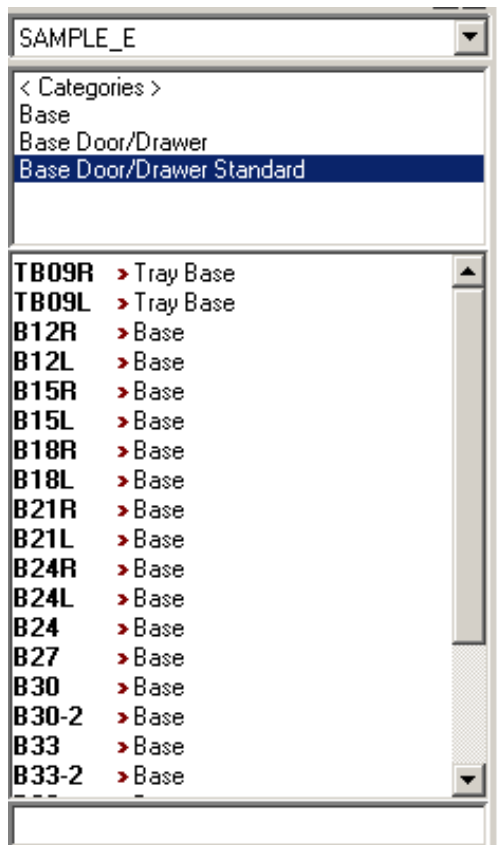 SAMPLE_E
< Categories >
Base
Base Door/Drawer
Base Door/Drawer Standard
TB09R > Tray Base
TB09L > Tray Base
B12R > Base
B12L > Base
B15R > Base
B15L > Base
B18R > Base
B18L > Base
B21R > Base
B21L > Base
B24R > Base
B24L > Base
B24 > Base
B27 > Base
B30 > Base
B30-2 > Base
B33 > Base
B33-2 > Base